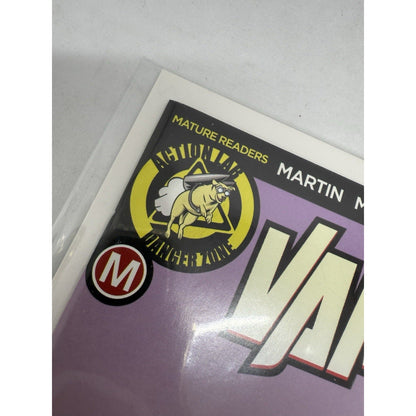 MATURE READERS
MARTIN M
ACTION LAB
DANGER ZONE
M